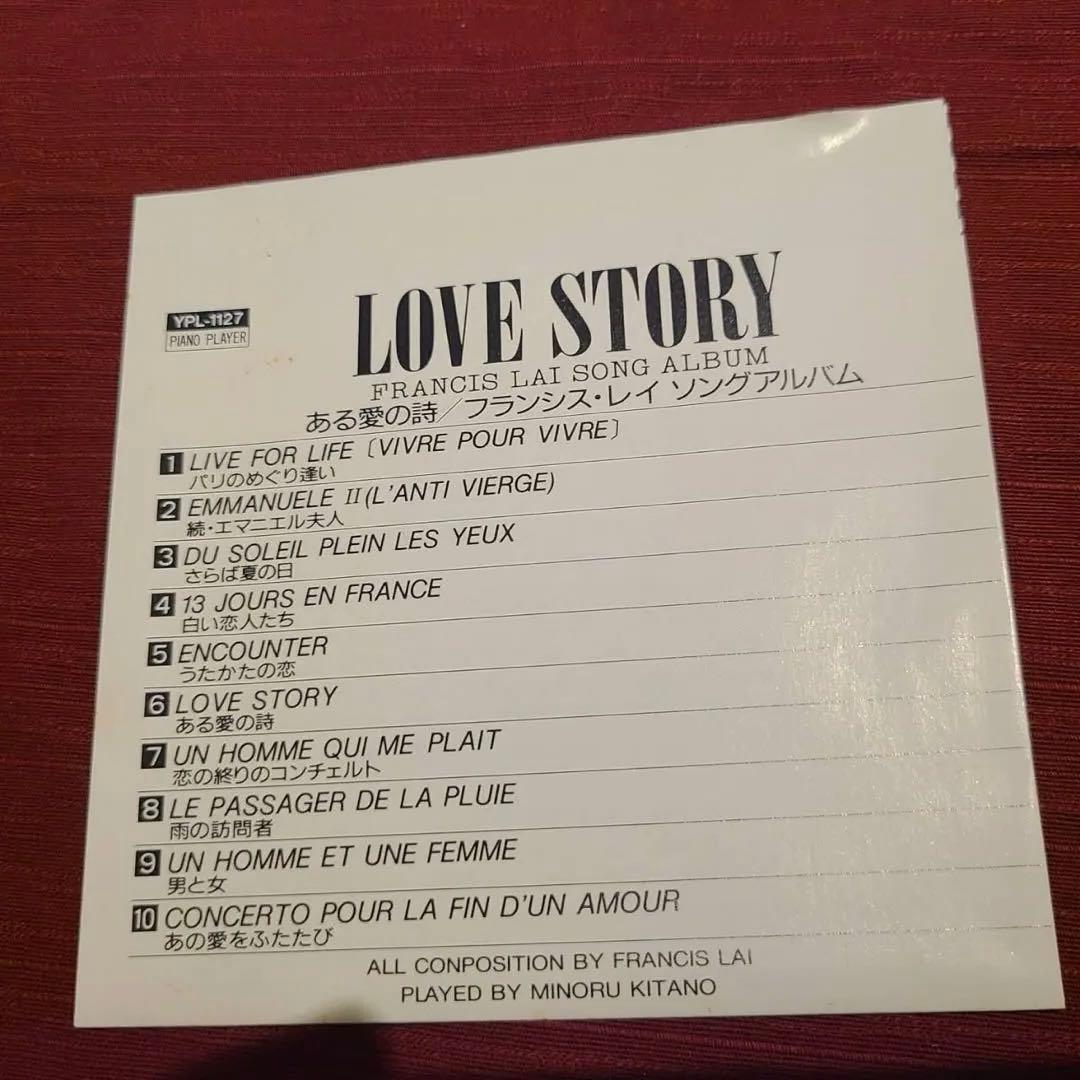 YPL-1127
PIANO PLAYER
LOVE STORY
FRANCIS LAI SONG ALBUM
ある愛の詩/フランシス・レイ ソングアルバム
1 LIVE FOR LIFE〔VIVRE POUR VIVRE〕
パリのめぐり逢い
2 EMMANUELE II(L'ANTI VIERGE)
続・エマニエル夫人
3 DU SOLEIL PLEIN LES YEUX
さらば夏の日
4 13 JOURS EN FRANCE
白い恋人たち
5 ENCOUNTER
うたかたの恋
6 LOVE STORY
ある愛の詩
7 UN HOMME QUI ME PLAIT
恋の終りのコンチェルト
8 LE PASSAGER DE LA PLUIE
雨の訪問者
9 UN HOMME ET UNE FEMME
男と女
10 CONCERTO POUR LA FIN D'UN AMOUR
あの愛をふたたび
ALL CONPOSITION BY FRANCIS LAI
PLAYED BY MINORU KITANO